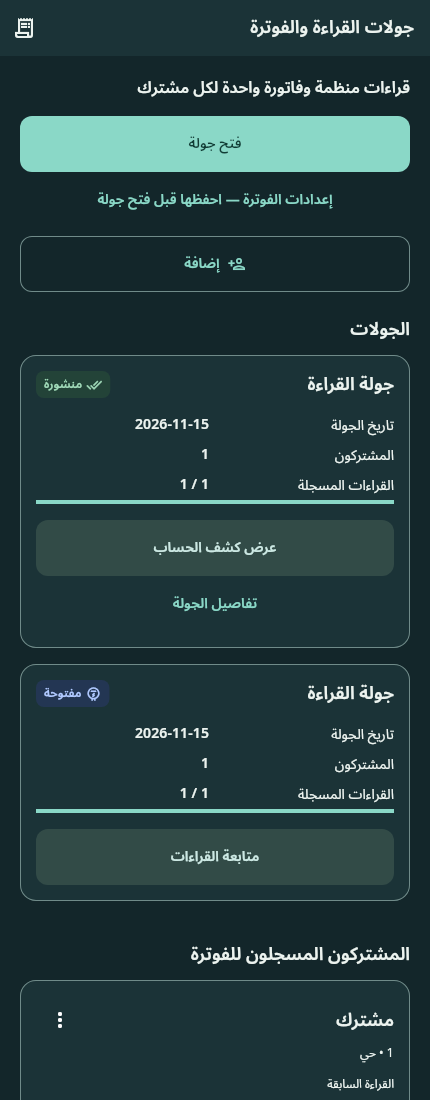 جولات القراءة والفوترة
قراءات منظمة وفاتورة واحدة لكل مشترك
فتح جولة
إعدادات الفوترة — احفظها قبل فتح جولة
إضافة
الجولات
جولة القراءة
منشورة
تاريخ الجولة 2026-11-15
المشتركون 1
القراءات المسجلة 1 / 1
عرض كشف الحساب
تفاصيل الجولة
جولة القراءة
مفتوحة
تاريخ الجولة 2026-11-15
المشتركون 1
القراءات المسجلة 1 / 1
متابعة القراءات
المشتركون المسجلون للفوترة
مشترك
1 • حي
القراءة السابقة